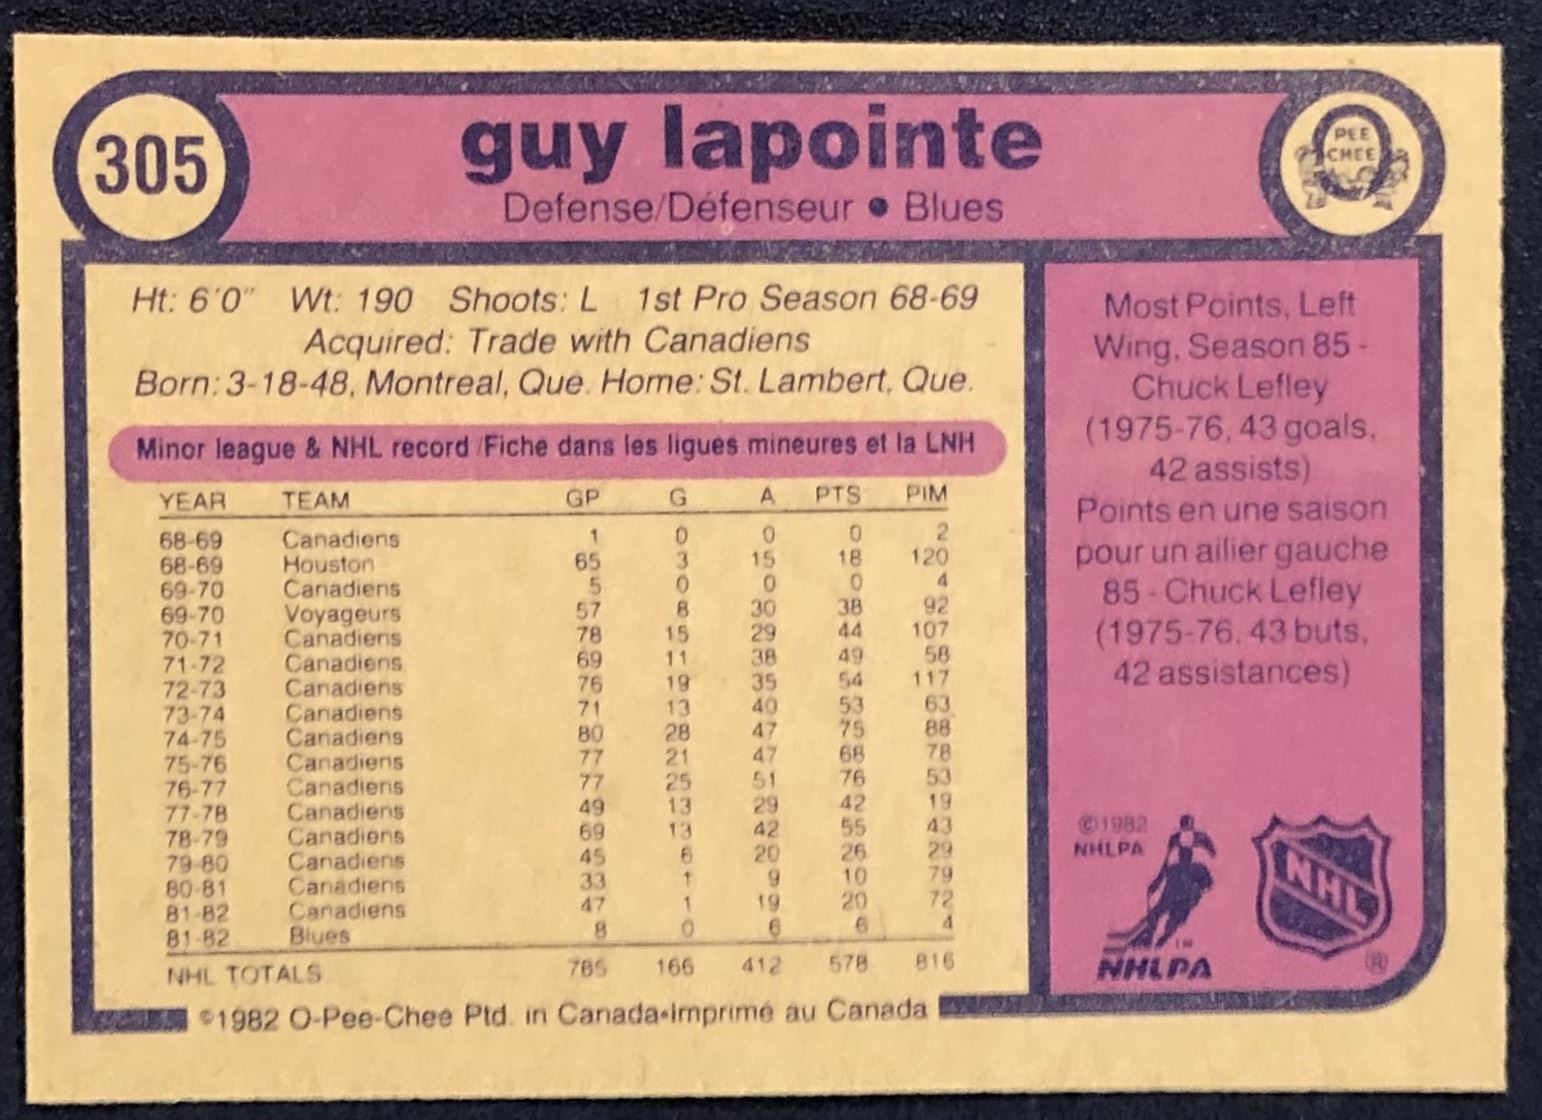 305
guy lapointe
Defense/Défenseur • Blues
PEE
CHEE
Ht: 6'0" Wt: 190 Shoots: L 1st Pro Season 68-69
Acquired: Trade with Canadiens
Born: 3-18-48, Montreal, Que. Home: St. Lambert, Que.
Minor league & NHL record/Fiche dans les ligues mineures et la LNH
YEAR TEAM GP G A PTS PIM
68-69 Canadiens 1 0 0 0 2
68-69 Houston 65 3 15 18 120
69-70 Canadiens 5 0 0 0 4
69-70 Voyageurs 57 8 30 38 92
70-71 Canadiens 78 15 29 44 107
71-72 Canadiens 69 11 38 49 58
72-73 Canadiens 76 19 35 54 117
73-74 Canadiens 71 13 40 53 63
74-75 Canadiens 80 28 47 75 88
75-76 Canadiens 77 21 47 68 78
76-77 Canadiens 77 25 51 76 53
77-78 Canadiens 49 13 29 42 19
78-79 Canadiens 69 13 42 55 43
79-80 Canadiens 45 6 20 26 29
80-81 Canadiens 33 1 9 10 79
81-82 Canadiens 47 1 19 20 72
81-82 Blues 8 0 6 6 4
NHL TOTALS 785 166 412 578 816
©1982 O-Pee-Chee Ptd. in Canada•Imprimé au Canada
Most Points, Left
Wing, Season 85 -
Chuck Lefley
(1975-76, 43 goals,
42 assists)
Points en une saison
pour un ailier gauche
85 - Chuck Lefley
(1975-76, 43 buts,
42 assistances)
©1982
NHLPA
NHLPA
NHL
®